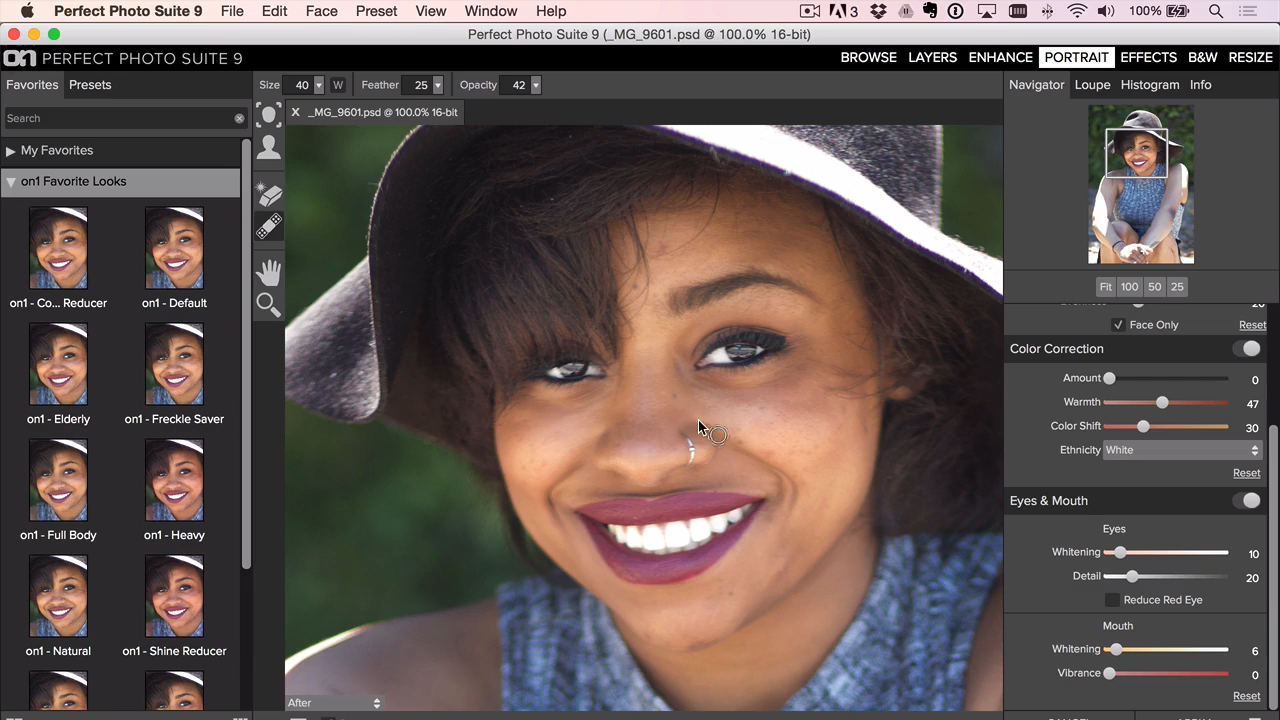 Perfect Photo Suite 9 File Edit Face Preset View Window Help 3 100%
Perfect Photo Suite 9 (_MG_9601.psd @ 100.0% 16-bit)
on1 PERFECT PHOTO SUITE 9 BROWSE LAYERS ENHANCE PORTRAIT EFFECTS B&W RESIZE
Favorites Presets Size 40 W Feather 25 Opacity 42 Navigator Loupe Histogram Info
Search
X _MG_9601.psd @ 100.0% 16-bit
My Favorites
on1 Favorite Looks
on1 - Co... Reducer on1 - Default
on1 - Elderly on1 - Freckle Saver
on1 - Full Body on1 - Heavy
on1 - Natural on1 - Shine Reducer
After
Fit 100 50 25
Face Only Reset
Color Correction
Amount 0
Warmth 47
Color Shift 30
Ethnicity White
Reset
Eyes & Mouth
Eyes
Whitening 10
Detail 20
Reduce Red Eye
Mouth
Whitening 6
Vibrance 0
Reset